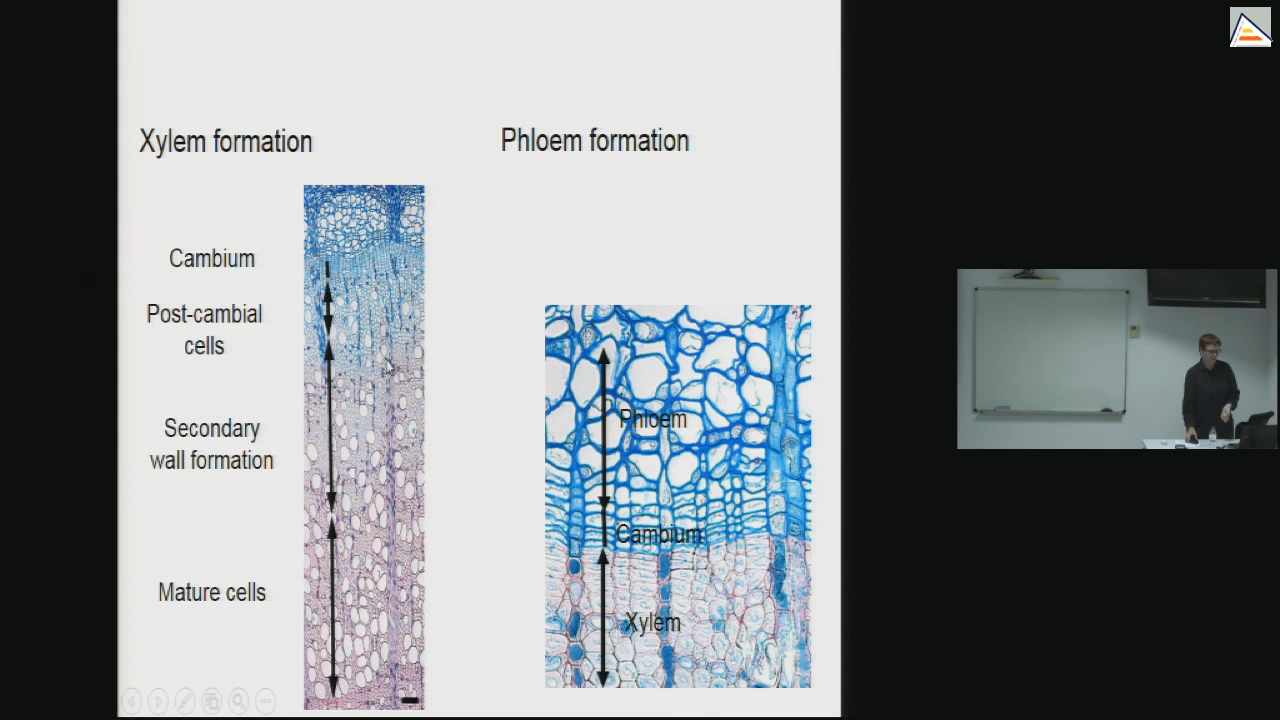 Xylem formation
Phloem formation
Cambium
Post-cambial
cells
Secondary
wall formation
Mature cells
Phloem
Cambium
Xylem